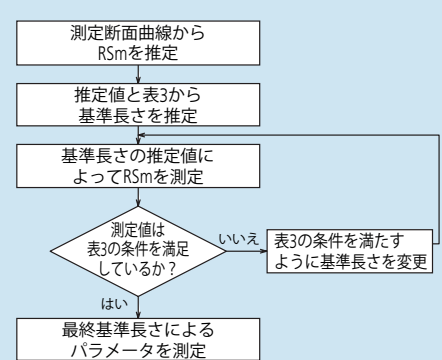 測定断面曲線から
RSmを推定
推定値と表3から
基準長さを推定
基準長さの推定値に
よってRSmを測定
測定値は
表3の条件を満足
しているか？
いいえ
表3の条件を満たす
ように基準長さを変更
はい
最終基準長さによる
パラメータを測定